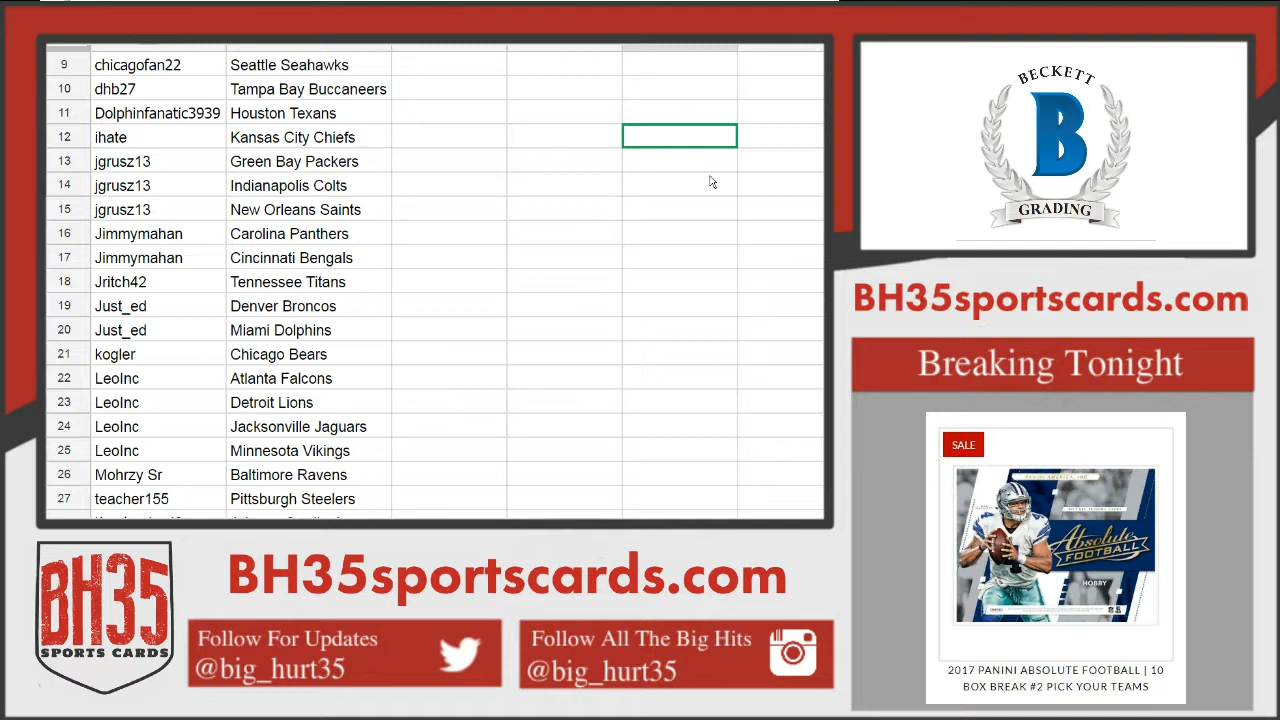 9 chicagofan22 Seattle Seahawks
10 dhb27 Tampa Bay Buccaneers
11 Dolphinfanatic3939 Houston Texans
12 ihate Kansas City Chiefs
13 jgrusz13 Green Bay Packers
14 jgrusz13 Indianapolis Colts
15 jgrusz13 New Orleans Saints
16 Jimmymahan Carolina Panthers
17 Jimmymahan Cincinnati Bengals
18 Jritch42 Tennessee Titans
19 Just_ed Denver Broncos
20 Just_ed Miami Dolphins
21 kogler Chicago Bears
22 LeoInc Atlanta Falcons
23 LeoInc Detroit Lions
24 LeoInc Jacksonville Jaguars
25 LeoInc Minnesota Vikings
26 Mohrzy Sr Baltimore Ravens
27 teacher155 Pittsburgh Steelers
BECKETT
B
GRADING
BH35sportscards.com
Breaking Tonight
SALE
Absolute
FOOTBALL
HOBBY
2017 PANINI ABSOLUTE FOOTBALL | 10
BOX BREAK #2 PICK YOUR TEAMS
BH35
SPORTS CARDS
BH35sportscards.com
Follow For Updates
@big_hurt35
Follow All The Big Hits
@big_hurt35